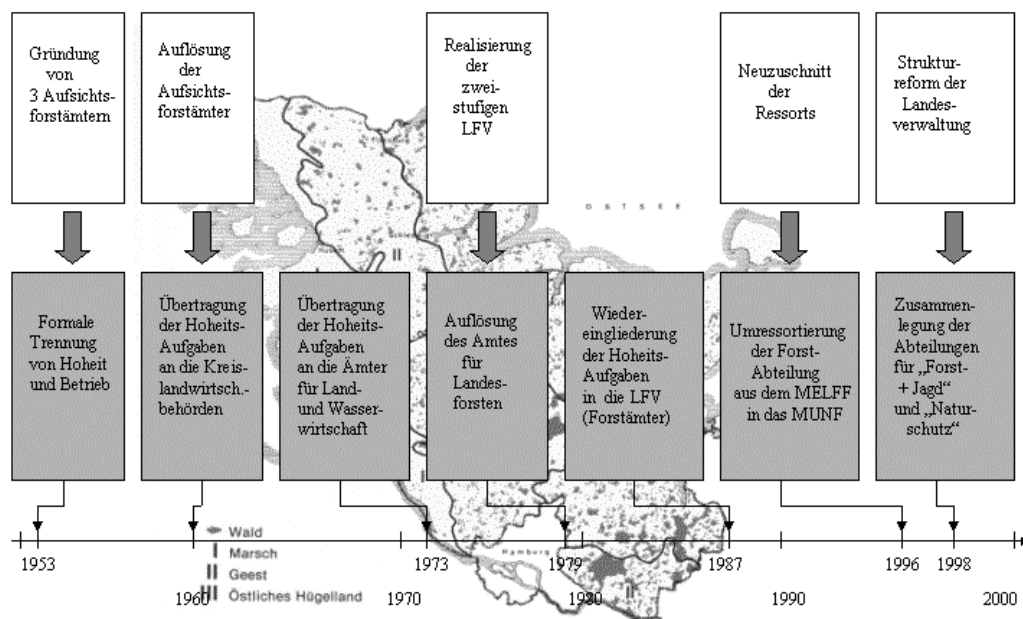 Gründung
von
3 Aufsichts-
forstämtern
Auflösung
der
Aufsichts-
forstämter
Realisierung
der
zwei-
stufigen
LFV
Neuzuschnitt
der
Ressorts
Struktur-
reform der
Landes-
verwaltung
OSTSEE
II
Formale
Trennung
von Hoheit
und Betrieb
Übertragung
der Hoheits-
Aufgaben
an die Kreis-
landwirtsch.-
behörden
Übertragung
der Hoheits-
Aufgaben
an die Ämter
für Land-
und Wasser-
wirtschaft
Auflösung
des Amtes
für
Landes-
forsten
Wieder-
eingliederung
der Hoheits-
Aufgaben
in die LFV
(Forstämter)
Umressortierung
der Forst-
Abteilung
aus dem MELFF
in das MUNF
Zusammen-
legung der
Abteilungen
für „Forst-
+ Jagd“
und „Natur-
schutz“
I
Wald
I Marsch
II Geest
III Östliches Hügelland
Hamburg
II
1953
1973
1979
1987
1996
1998
1960
1970
1980
1990
2000